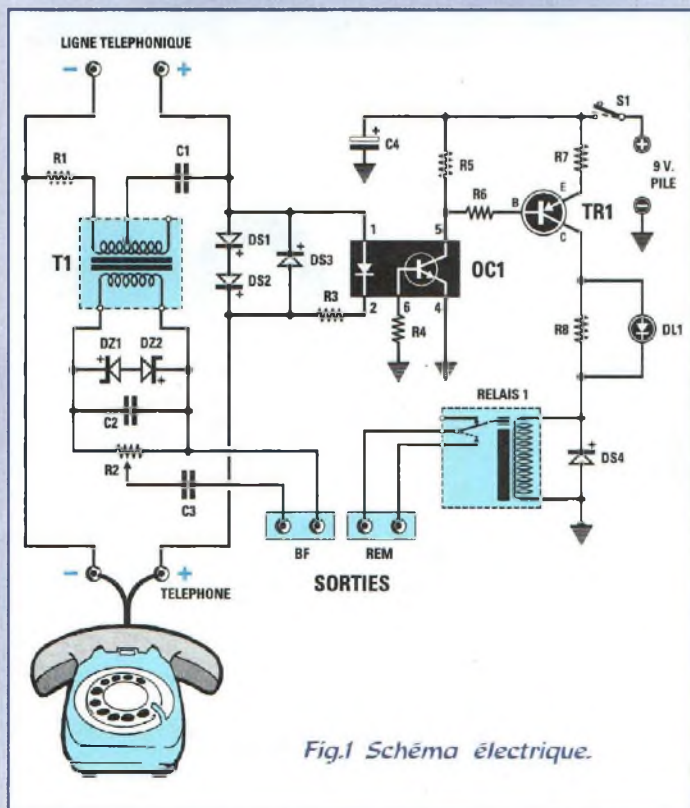 LIGNE TELEPHONIQUE
- +
S1
C4
R1
C1
R5
R7
9 V.
PILE
R6
B
E
TR1
C
T1
DS1
DS2
DS3
1
5
OC1
2
6
4
R3
R4
R8
DL1
DZ1
DZ2
RELAIS 1
C2
DS4
R2
C3
BF
REM
SORTIES
- +
TELEPHONE
Fig.1 Schéma électrique.